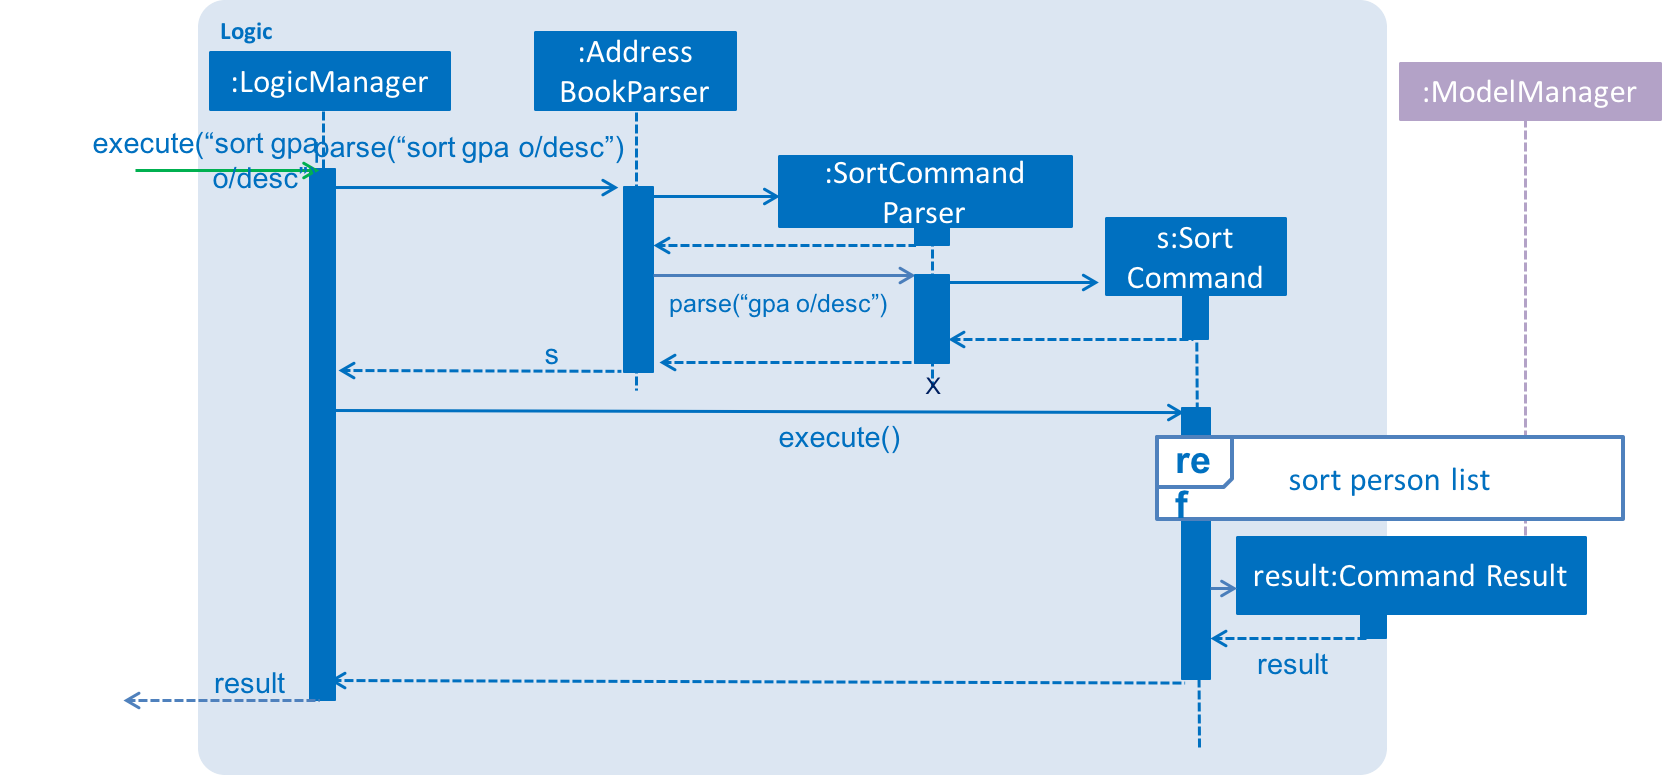 Logic
:LogicManager
:Address
BookParser
:ModelManager
execute(“sort gpa
o/desc”
parse(“sort gpa o/desc”)
:SortCommand
Parser
s:Sort
Command
parse(“gpa o/desc”)
s
X
execute()
re
f
sort person list
result:Command Result
result
result